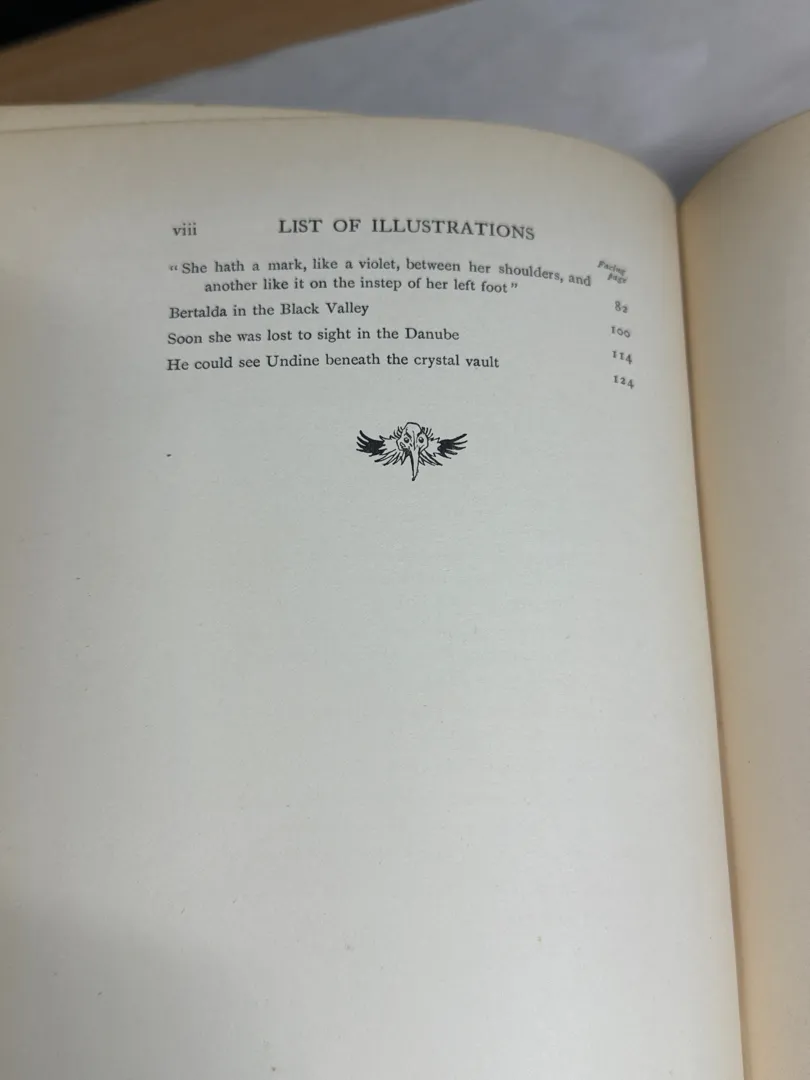 viii LIST OF ILLUSTRATIONS
Facing page
“She hath a mark, like a violet, between her shoulders, and
another like it on the instep of her left foot” 82
Bertalda in the Black Valley 100
Soon she was lost to sight in the Danube 114
He could see Undine beneath the crystal vault 124